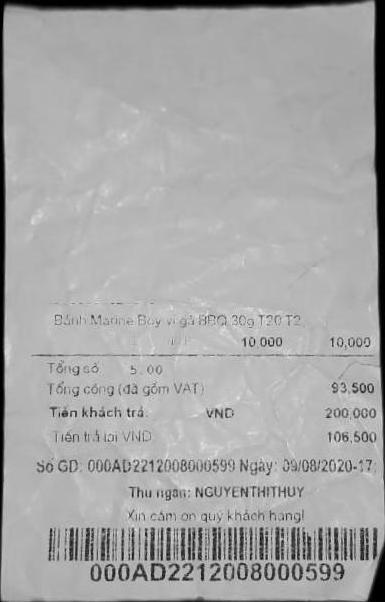 Bánh Marine Boy vị gà BBQ 30g T20 T2
10,000 10,000
Tổng số 5.00
Tổng cộng (đã gồm VAT) 93,500
Tiền khách trả: VND 200,000
Tiền trả lại VND 106,500
Số GD: 000AD2212008000599 Ngày: 09/08/2020-17:
Thu ngân: NGUYENTHITHUY
Xin cảm ơn quý khách hàng!
000AD2212008000599